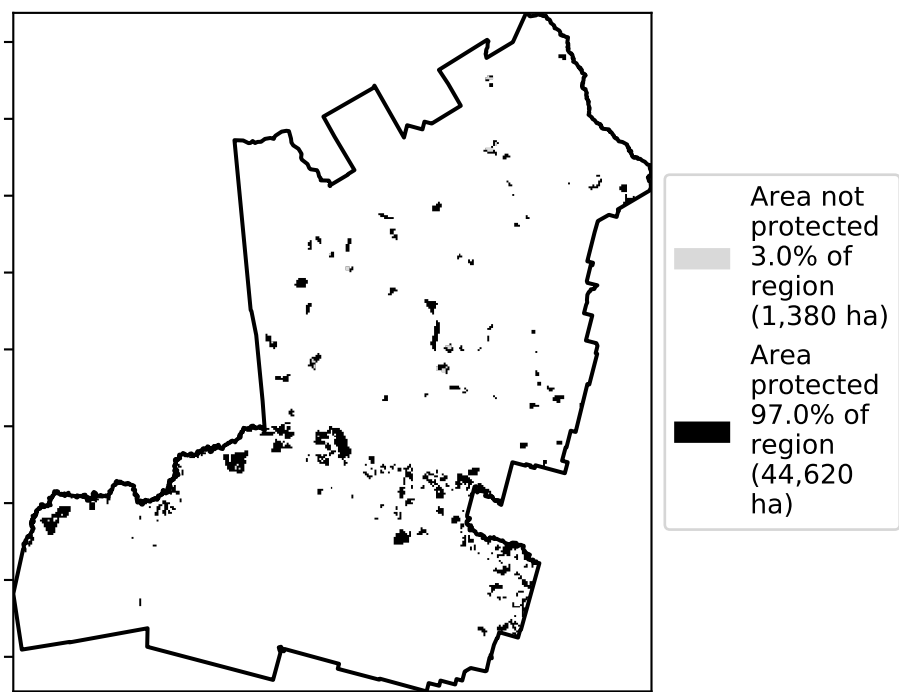 Area not
protected
3.0% of
region
(1,380 ha)
Area
protected
97.0% of
region
(44,620
ha)